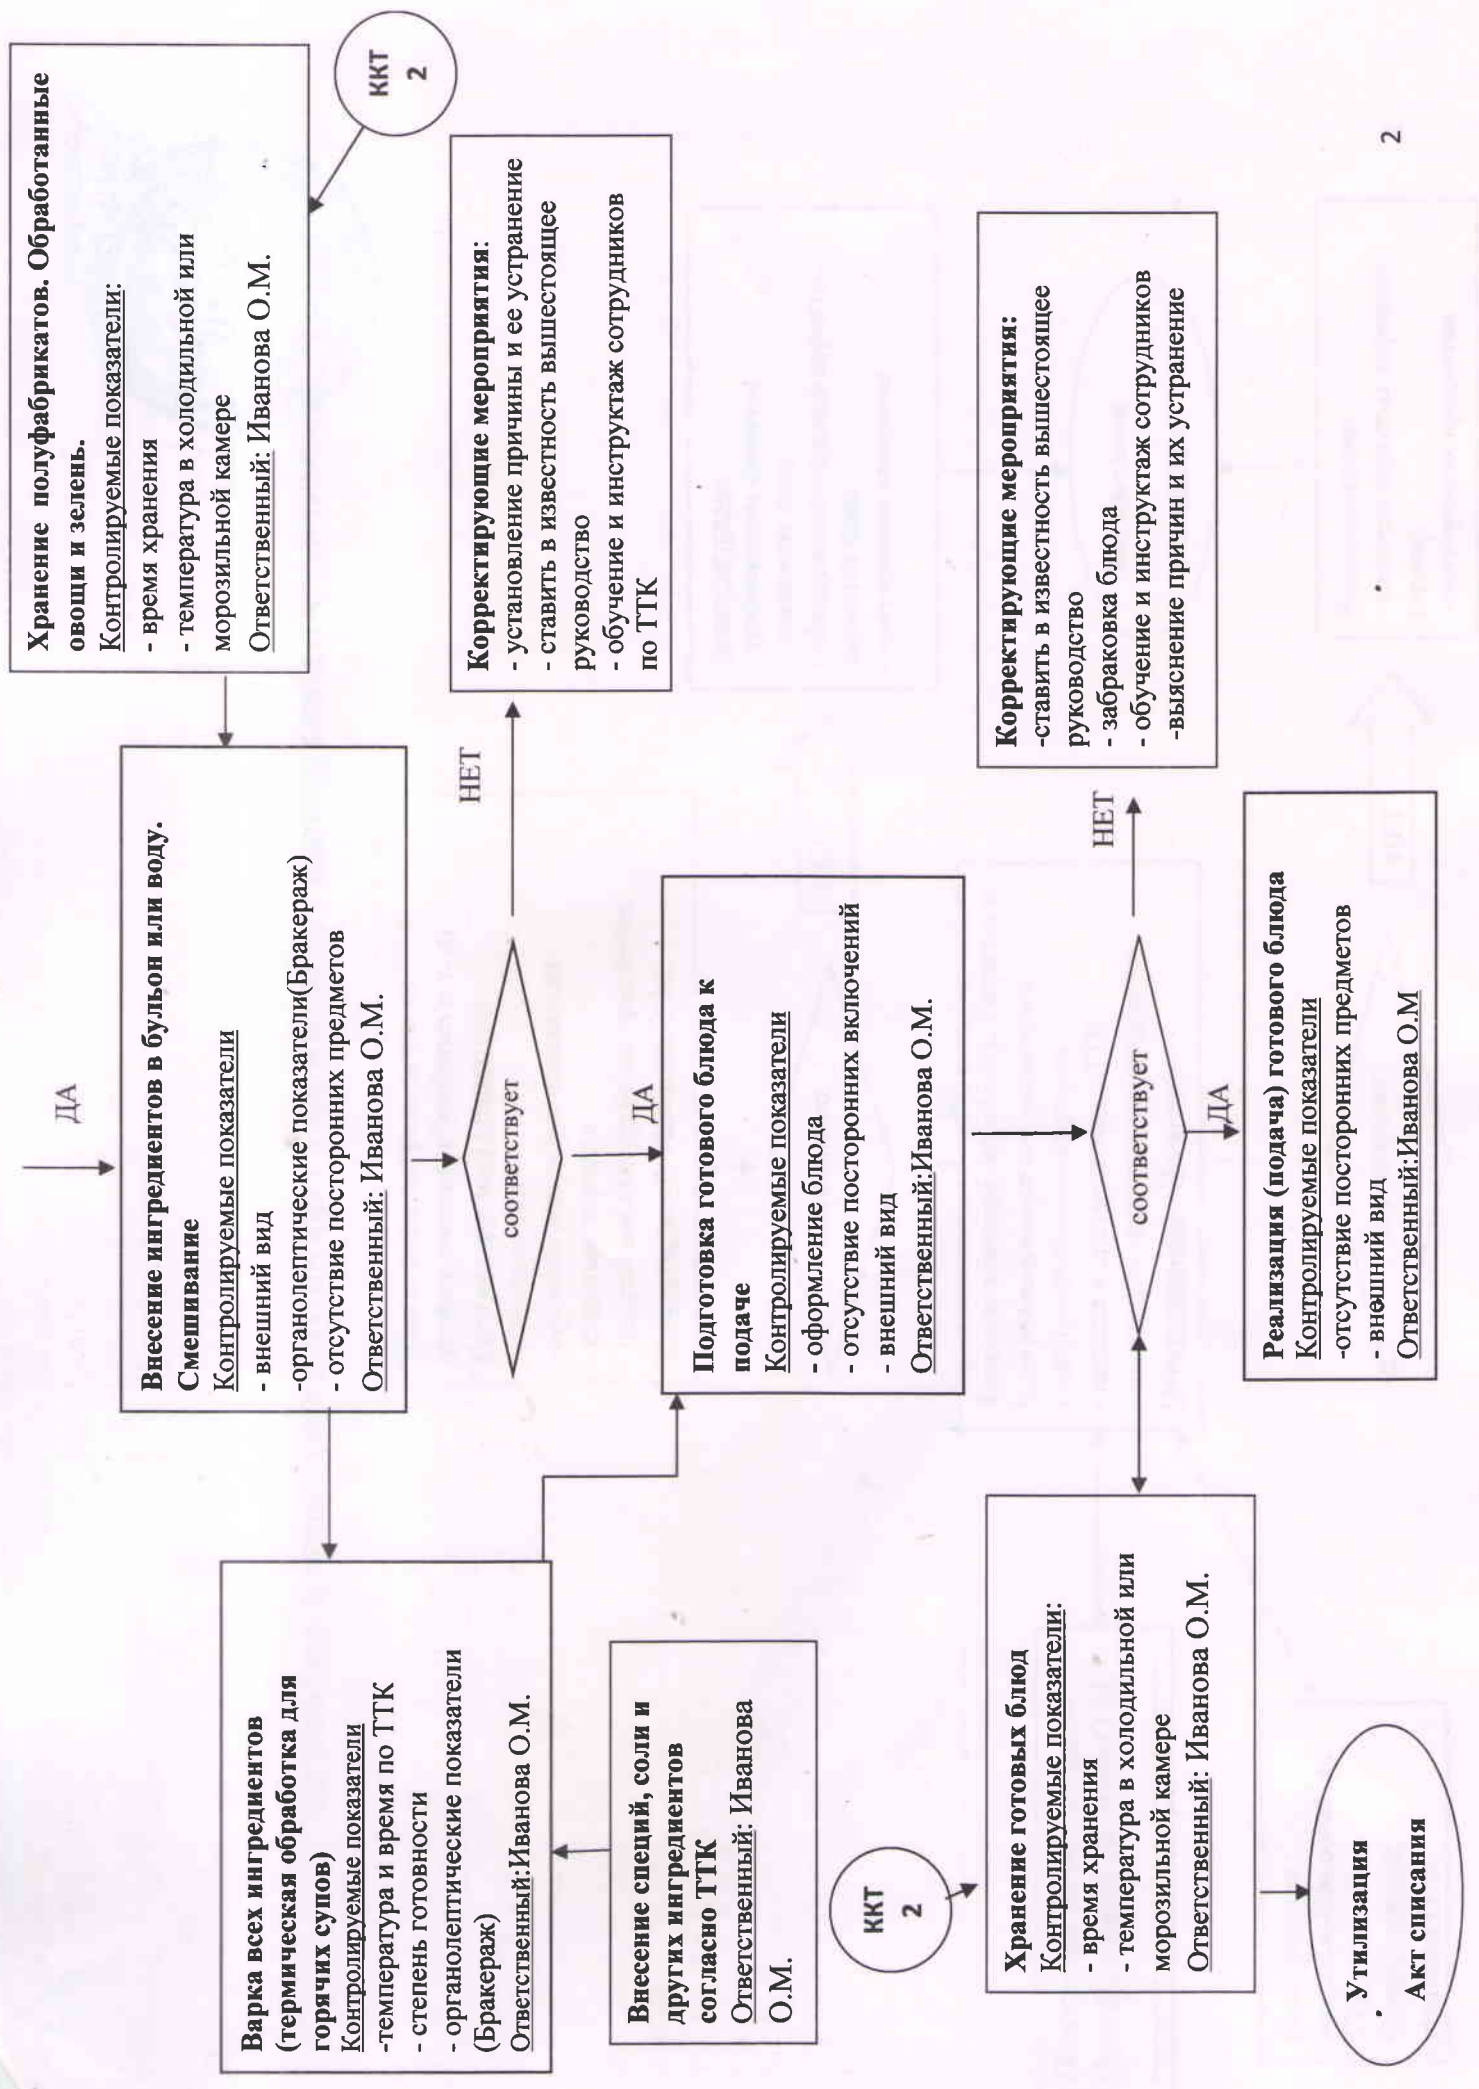 ДА
Хранение полуфабрикатов. Обработанные
овощи и зелень.
Контролируемые показатели:
- время хранения
- температура в холодильной или
морозильной камере
Ответственный: Иванова О.М.
ККТ
2
Внесение ингредиентов в бульон или воду.
Смешивание
Контролируемые показатели
- внешний вид
-органолептические показатели(Бракераж)
- отсутствие посторонних предметов
Ответственный: Иванова О.М.
Варка всех ингредиентов
(термическая обработка для
горячих супов)
Контролируемые показатели
-температура и время по ТТК
- степень готовности
- органолептические показатели
(Бракераж)
Ответственный:Иванова О.М.
соответствует
НЕТ
Корректирующие мероприятия:
- установление причины и ее устранение
- ставить в известность вышестоящее
руководство
- обучение и инструктаж сотрудников
по ТТК
ДА
Внесение специй, соли и
других ингредиентов
согласно ТТК
Ответственный: Иванова
О.М.
Подготовка готового блюда к
подаче
Контролируемые показатели
- оформление блюда
- отсутствие посторонних включений
- внешний вид
Ответственный:Иванова О.М.
ККТ
2
Хранение готовых блюд
Контролируемые показатели:
- время хранения
- температура в холодильной или
морозильной камере
Ответственный: Иванова О.М.
соответствует
НЕТ
Корректирующие мероприятия:
-ставить в известность вышестоящее
руководство
- забраковка блюда
- обучение и инструктаж сотрудников
-выяснение причин и их устранение
ДА
Реализация (подача) готового блюда
Контролируемые показатели
-отсутствие посторонних предметов
- внешний вид
Ответственный:Иванова О.М
Утилизация
Акт списания
2